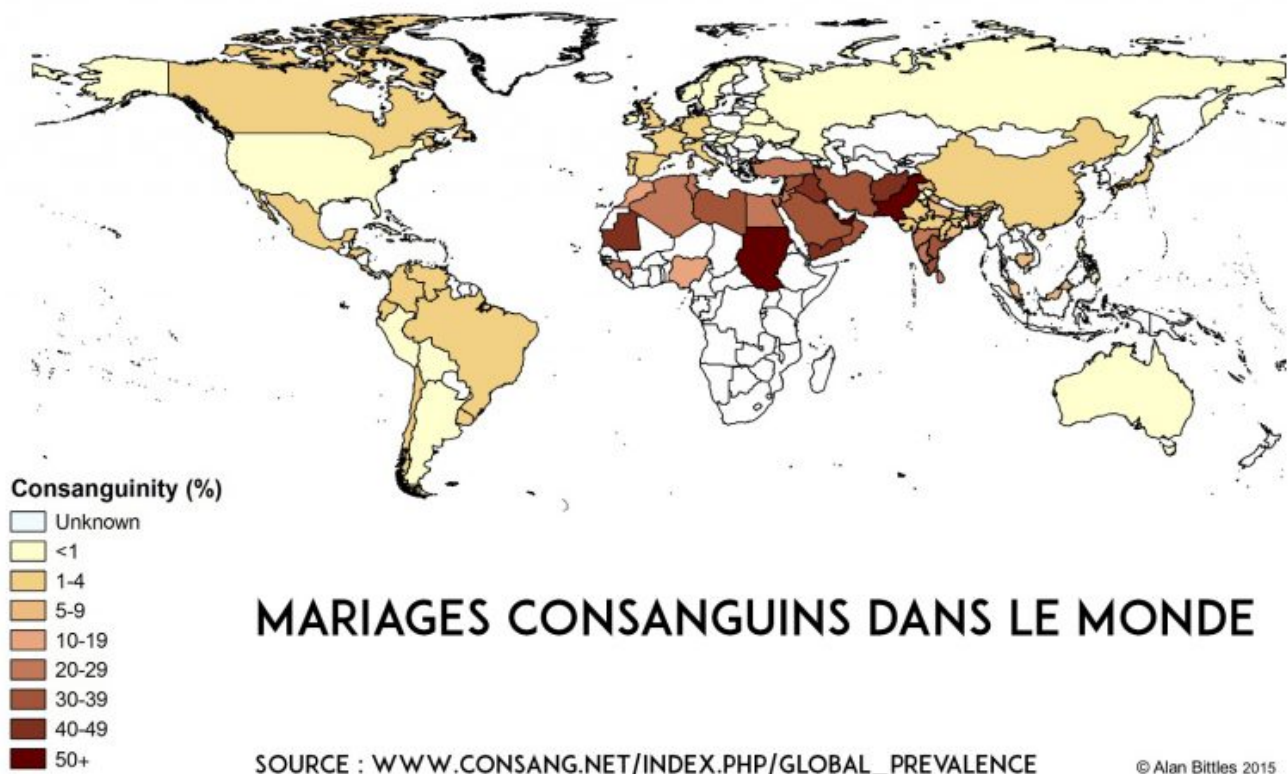 Consanguinity (%)
Unknown
<1
1-4
5-9
10-19
20-29
30-39
40-49
50+
MARIAGES CONSANGUINS DANS LE MONDE
SOURCE : WWW.CONSANG.NET/INDEX.PHP/GLOBAL_PREVALENCE
© Alan Bittles 2015